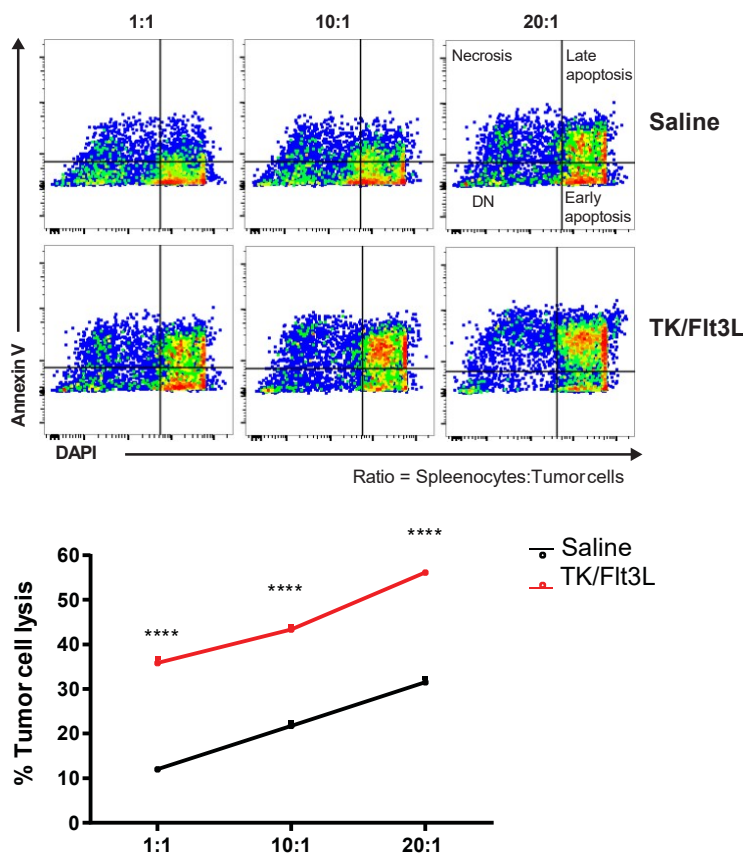 1:1 10:1 20:1
Necrosis Late
apoptosis
Saline
DN Early
apoptosis
TK/Flt3L
Annexin V
DAPI
Ratio = Spleenocytes:Tumor cells
**** **** ****
Saline
TK/Flt3L
% Tumor cell lysis
60
50
40
30
20
10
0
1:1 10:1 20:1